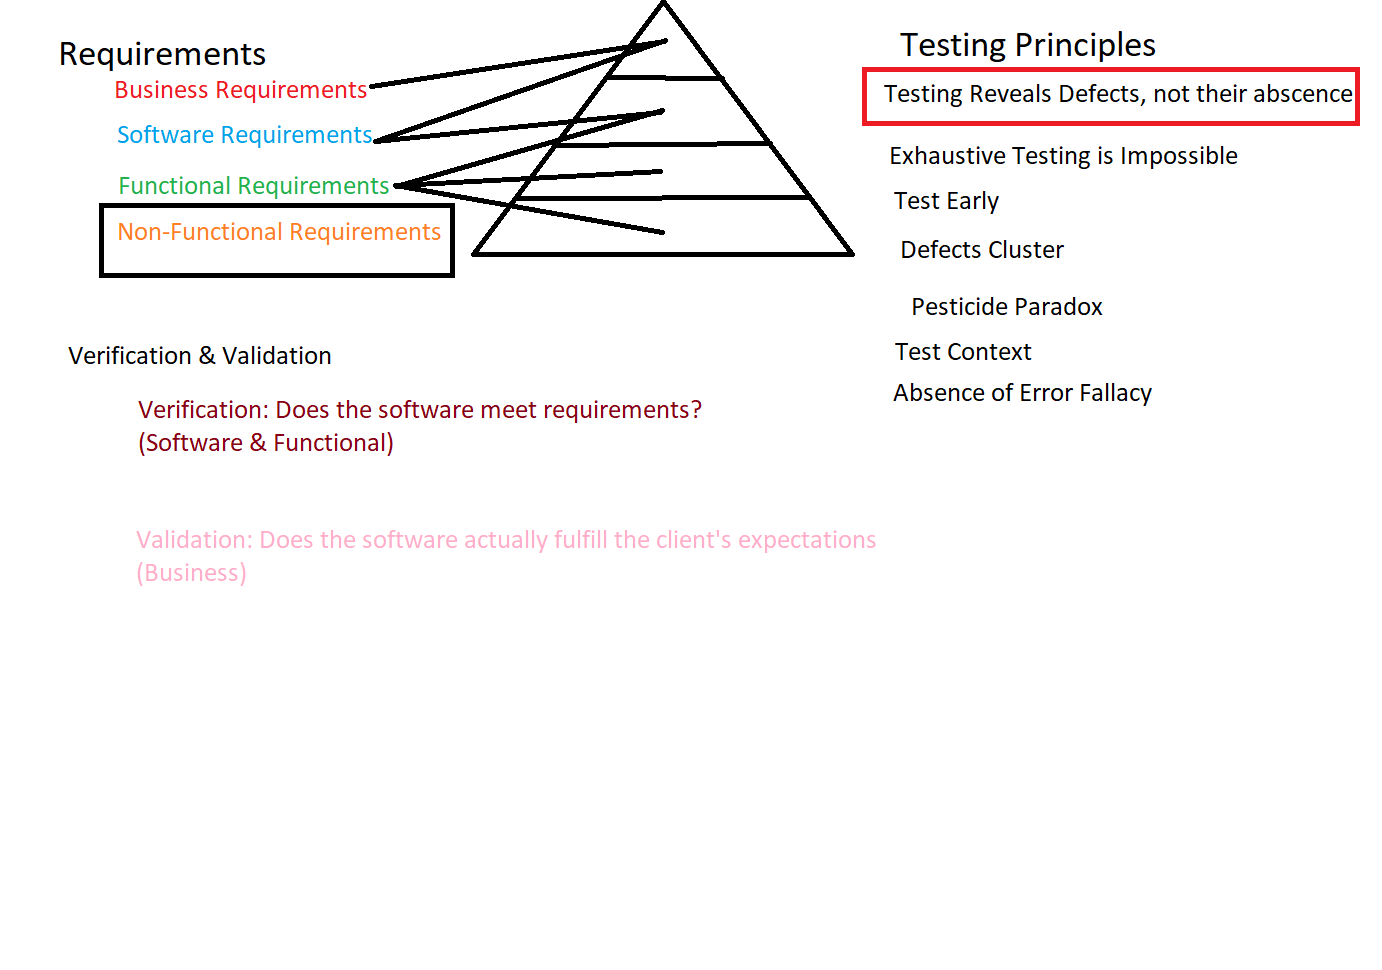 Requirements
Business Requirements
Software Requirements
Functional Requirements
Non-Functional Requirements
Verification & Validation
Verification: Does the software meet requirements?
(Software & Functional)
Validation: Does the software actually fulfill the client's expectations
(Business)
Testing Principles
Testing Reveals Defects, not their abscence
Exhaustive Testing is Impossible
Test Early
Defects Cluster
Pesticide Paradox
Test Context
Absence of Error Fallacy